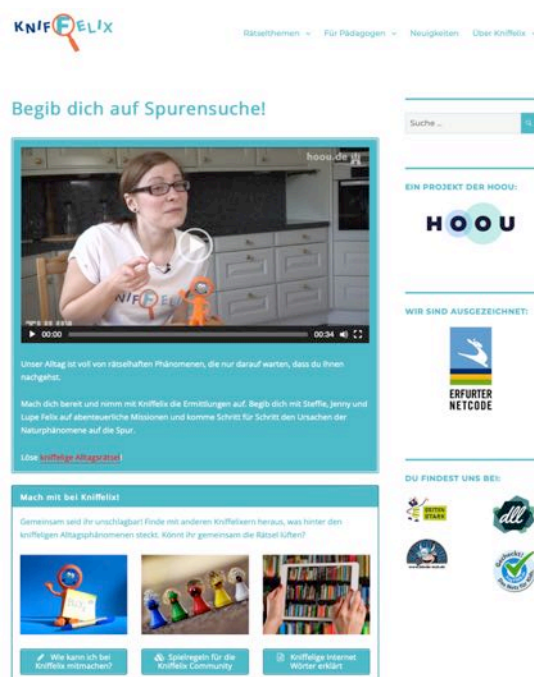 KNIFFELIX
Rätselthemen
Für Pädagogen
Neuigkeiten
Über Kniffelix
Begib dich auf Spurensuche!
hoou.de
KNIFFELIX
00:00
00:34
Unser Alltag ist voll von rätselhaften Phänomenen, die nur darauf warten, dass du ihnen
nachgehst.
Mach dich bereit und nimm mit Kniffelix die Ermittlungen auf. Begib dich mit Steffie, Jenny und
Lupe Felix auf abenteuerliche Missionen und komme Schritt für Schritt den Ursachen der
Naturphänomene auf die Spur.
Löse kniffelige Alltagsrätsel!
Mach mit bei Kniffelix!
Gemeinsam seid ihr unschlagbar! Finde mit anderen Kniffelixern heraus, was hinter den
kniffeligen Alltagsphänomenen steckt. Könnt ihr gemeinsam die Rätsel lüften?
Wie kann ich bei
Kniffelix mitmachen?
Spielregeln für die
Kniffelix Community
Kniffelige Internet
Wörter erklärt
Suche …
EIN PROJEKT DER HOOU:
HOOU
WIR SIND AUSGEZEICHNET:
ERFURTER
NETCODE
DU FINDEST UNS BEI:
SEITEN
STARK
dll
Gecheckt!